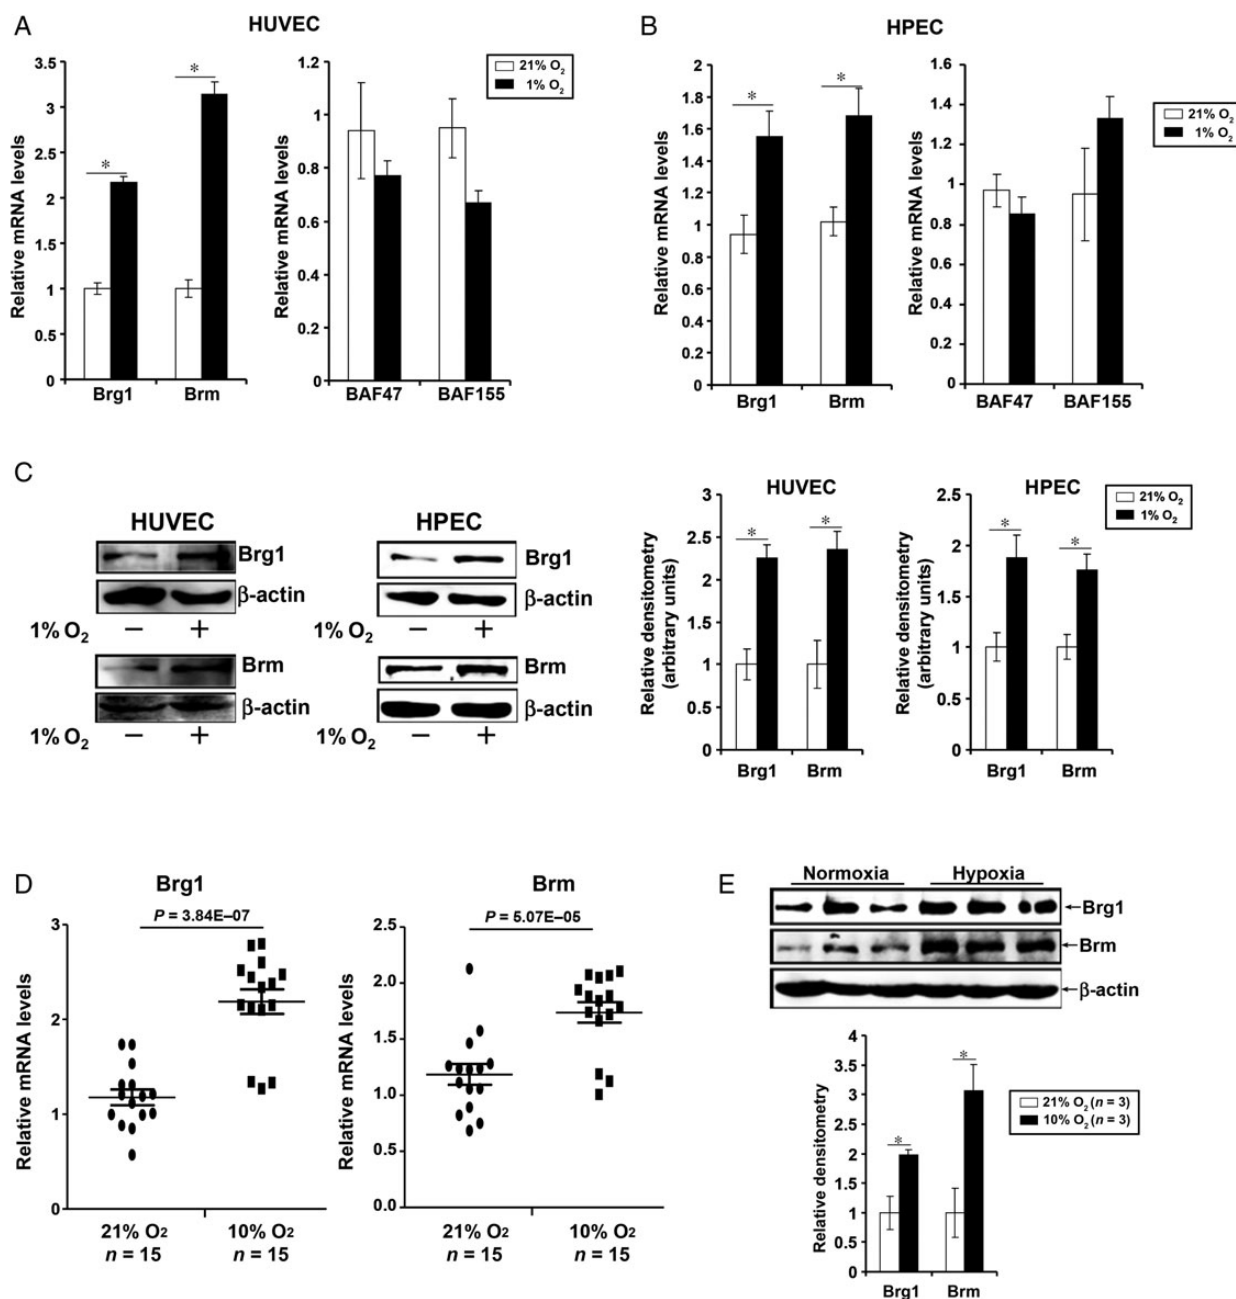 A
HUVEC
Relative mRNA levels
3.5
3
2.5
2
1.5
1
0.5
0
*
*
Brg1 Brm
Relative mRNA levels
1.2
1
0.8
0.6
0.4
0.2
0
BAF47 BAF155
21% O2
1% O2
B
HPEC
Relative mRNA levels
2
1.8
1.6
1.4
1.2
1
0.8
0.6
0.4
0.2
0
*
*
Brg1 Brm
Relative mRNA levels
1.6
1.4
1.2
1
0.8
0.6
0.4
0.2
0
BAF47 BAF155
21% O2
1% O2
C
HUVEC
Brg1
β-actin
1% O2 − +
Brm
β-actin
1% O2 − +
HPEC
Brg1
β-actin
1% O2 − +
Brm
β-actin
1% O2 − +
HUVEC
Relative densitometry
(arbitrary units)
3
2.5
2
1.5
1
0.5
0
*
*
Brg1 Brm
HPEC
Relative densitometry
(arbitrary units)
2.5
2
1.5
1
0.5
0
*
*
Brg1 Brm
21% O2
1% O2
D
Brg1
P = 3.84E–07
Relative mRNA levels
3
2
1
0
21% O2 10% O2
n = 15 n = 15
Brm
P = 5.07E–05
Relative mRNA levels
2.5
2.0
1.5
1.0
0.5
0.0
21% O2 10% O2
n = 15 n = 15
E
Normoxia Hypoxia
Brg1
Brm
β-actin
Relative densitometry
4
3.5
3
2.5
2
1.5
1
0.5
0
*
*
Brg1 Brm
21% O2 (n = 3)
10% O2 (n = 3)